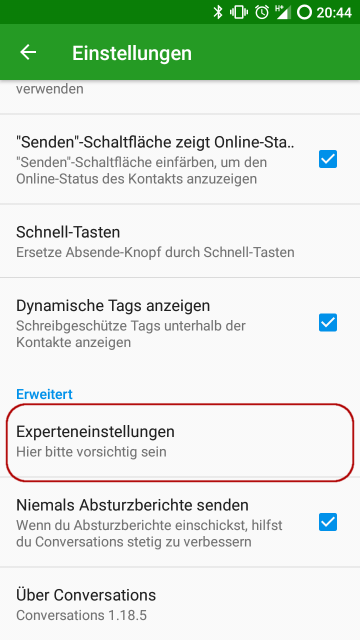 H+ 20:44
Einstellungen
verwenden
"Senden"-Schaltfläche zeigt Online-Sta..
"Senden"-Schaltfläche einfärben, um den
Online-Status des Kontakts anzuzeigen
Schnell-Tasten
Ersetze Absende-Knopf durch Schnell-Tasten
Dynamische Tags anzeigen
Schreibgeschütze Tags unterhalb der
Kontakte anzeigen
Erweitert
Experteneinstellungen
Hier bitte vorsichtig sein
Niemals Absturzberichte senden
Wenn du Absturzberichte einschickst, hilfst
du Conversations stetig zu verbessern
Über Conversations
Conversations 1.18.5